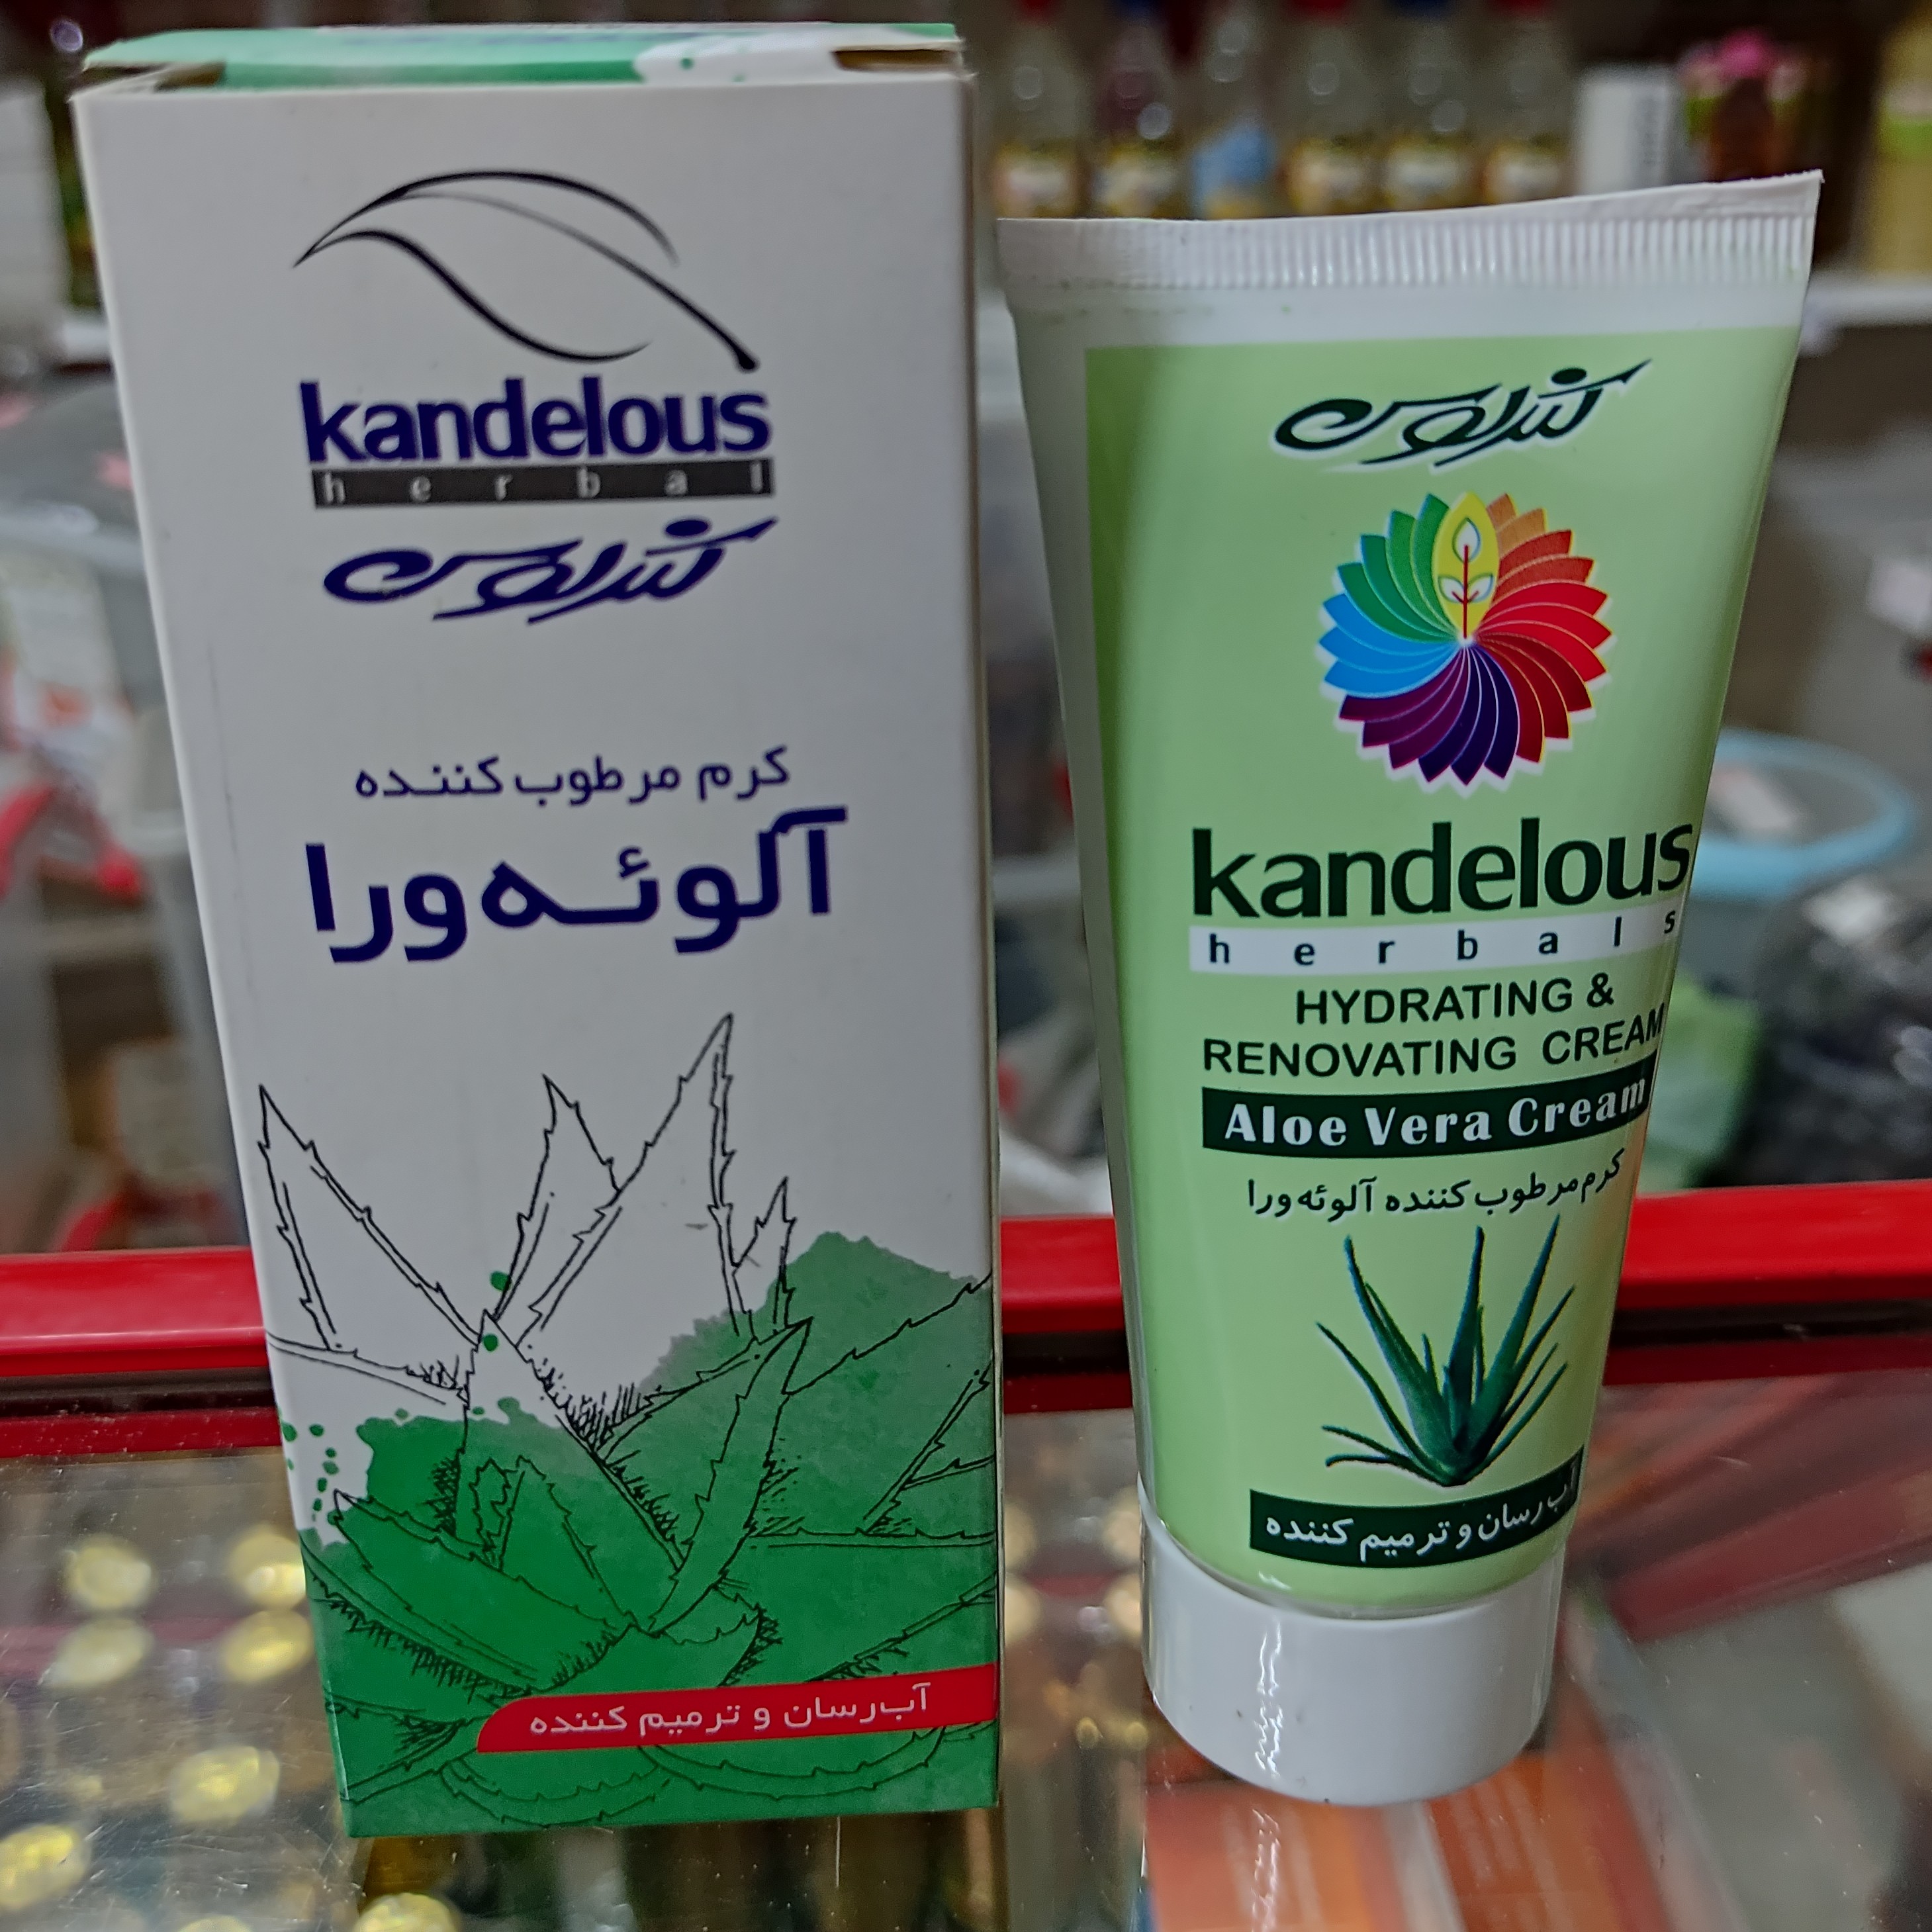 kandelous
herbal
کندلوس
کرم مرطوب کننده
آلوئه ورا
آب‌رسان و ترمیم کننده
کندلوس
kandelous
herbals
HYDRATING &
RENOVATING CREAM
Aloe Vera Cream
کرم مرطوب کننده آلوئه ورا
آب رسان و ترمیم کننده